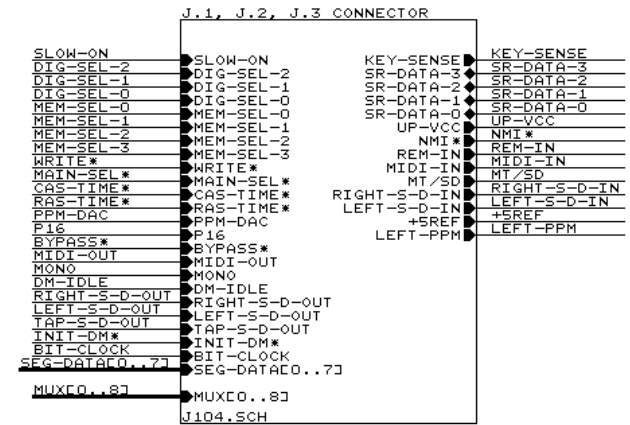 J.1, J.2, J.3 CONNECTOR
SLOW-ON
DIG-SEL-2
DIG-SEL-1
DIG-SEL-0
MEM-SEL-0
MEM-SEL-1
MEM-SEL-2
MEM-SEL-3
WRITE*
MAIN-SEL*
CAS-TIME*
RAS-TIME*
PPM-DAC
P16
BYPASS*
MIDI-OUT
MONO
DM-IDLE
RIGHT-S-D-OUT
LEFT-S-D-OUT
TAP-S-D-OUT
INIT-DM*
BIT-CLOCK
SEG-DATA[0..7]
MUX[0..8]
SLOW-ON
DIG-SEL-2
DIG-SEL-1
DIG-SEL-0
MEM-SEL-0
MEM-SEL-1
MEM-SEL-2
MEM-SEL-3
WRITE*
MAIN-SEL*
CAS-TIME*
RAS-TIME*
PPM-DAC
P16
BYPASS*
MIDI-OUT
MONO
DM-IDLE
RIGHT-S-D-OUT
LEFT-S-D-OUT
TAP-S-D-OUT
INIT-DM*
BIT-CLOCK
SEG-DATA[0..7]
MUX[0..8]
KEY-SENSE
SR-DATA-3
SR-DATA-2
SR-DATA-1
SR-DATA-0
UP-VCC
NMI*
REM-IN
MIDI-IN
MT/SD
RIGHT-S-D-IN
LEFT-S-D-IN
+5REF
LEFT-PPM
KEY-SENSE
SR-DATA-3
SR-DATA-2
SR-DATA-1
SR-DATA-0
UP-VCC
NMI*
REM-IN
MIDI-IN
MT/SD
RIGHT-S-D-IN
LEFT-S-D-IN
+5REF
LEFT-PPM
J104.SCH